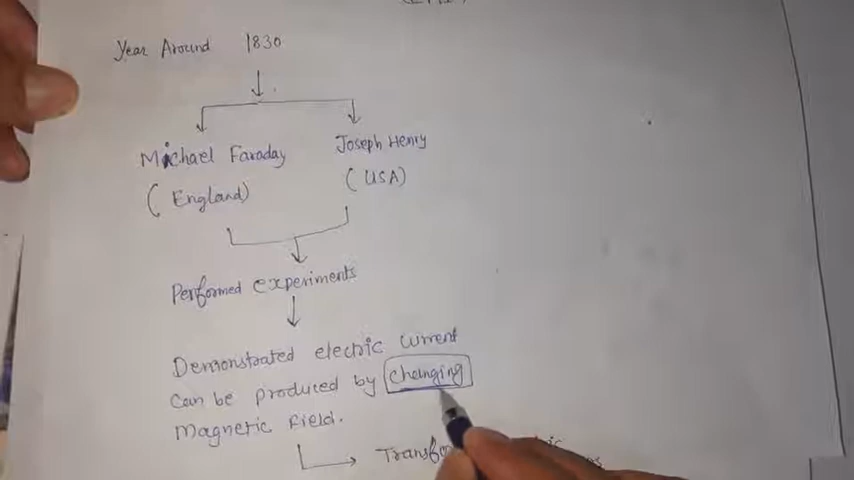 Year Around 1830
Michael Faraday
Joseph Henry
(England)
(USA)
Performed experiments
Demonstrated electric current
can be produced by changing
Magnetic Field.